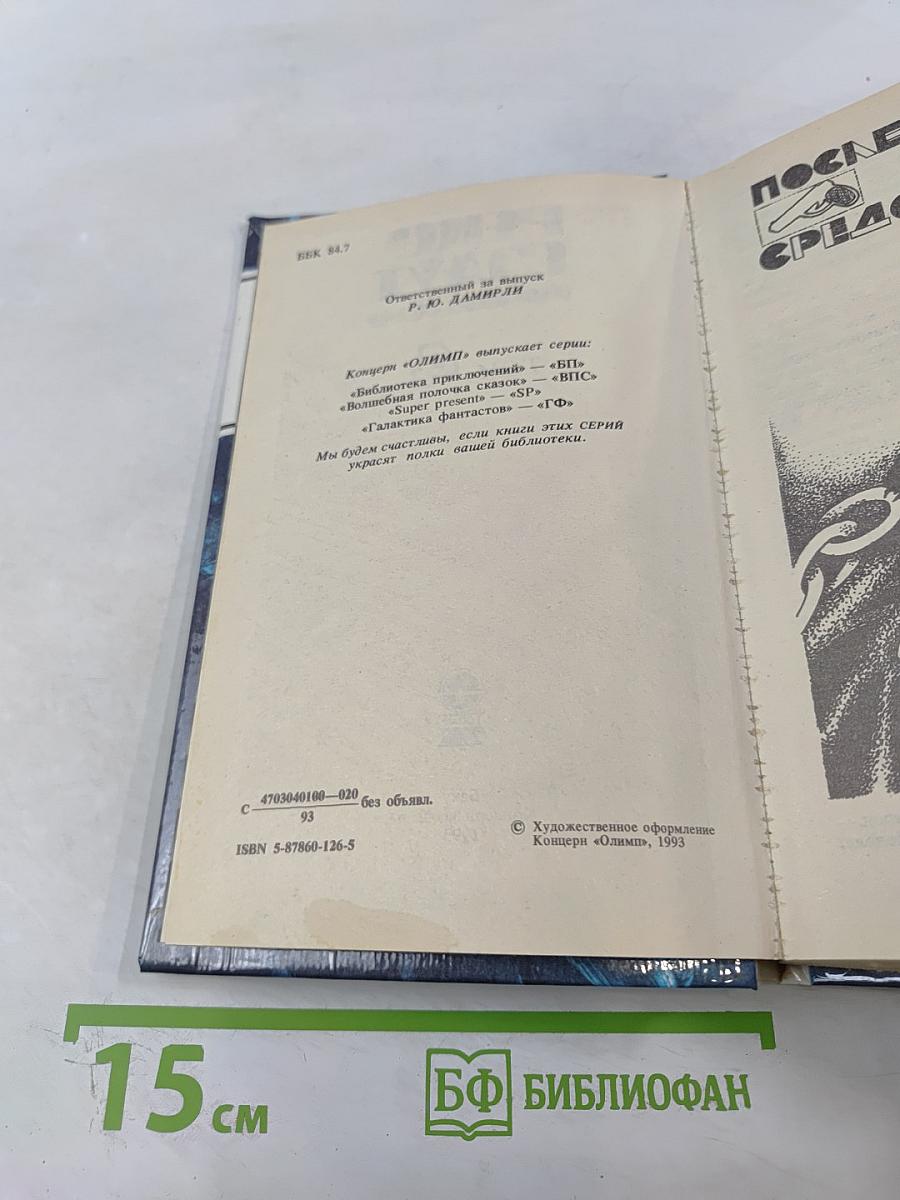 ББК 84.7
Ответственный за выпуск
Р. Ю. ДАМИРЛИ
Концерн «ОЛИМП» выпускает серии:
«Библиотека приключений» — «БП»
«Волшебная полочка сказок» — «ВПС»
«Super present» — «SP»
«Галактика фантастов» — «ГФ»
Мы будем счастливы, если книги этих СЕРИЙ
украсят полки вашей библиотеки.
С 4703040100—020 без объявл.
93
ISBN 5-87860-126-5
© Художественное оформление
Концерн «Олимп», 1993
ПОСЛЕ
СРЕДС
15 см
БФ БИБЛИОФАН